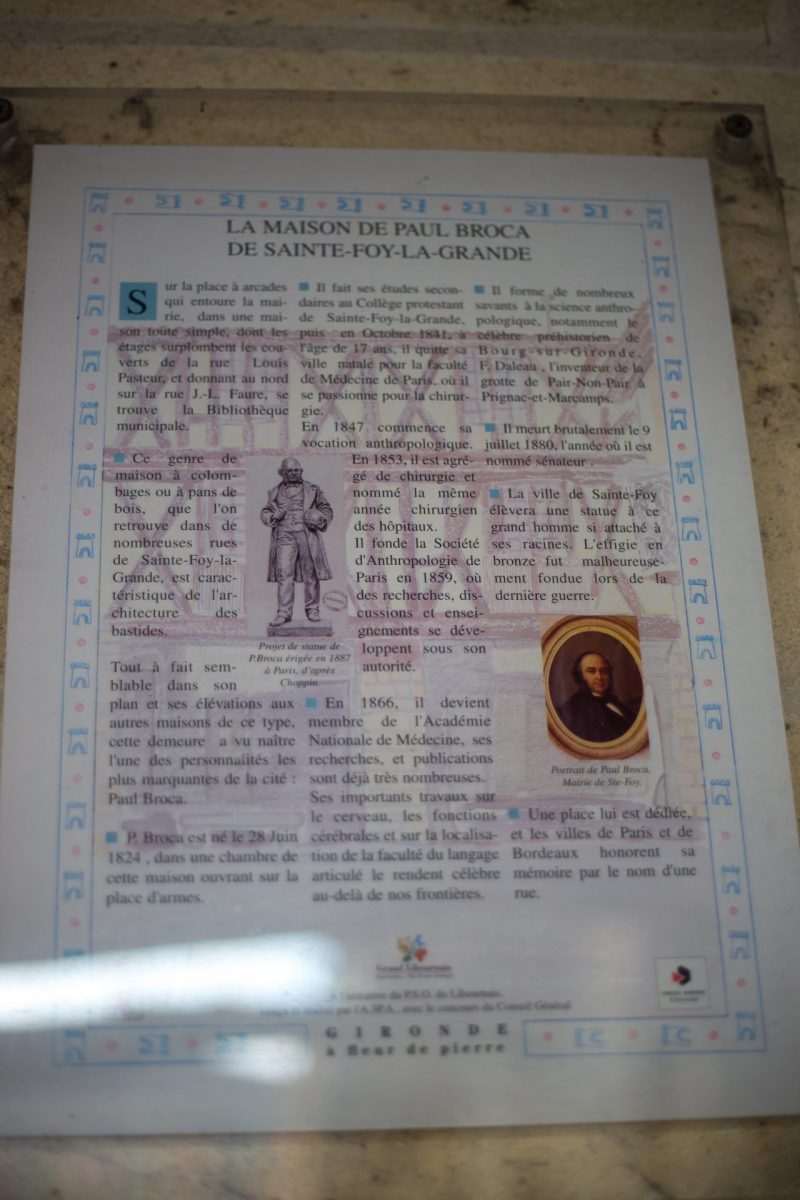 LA MAISON DE PAUL BROCA
DE SAINTE-FOY-LA-GRANDE
Sur la place à arcades
qui entoure la mai-
rie, dans une mai-
son toute simple, dont les
étages surplombent les cou-
verts de la rue Louis
Pasteur, et donnant au nord
sur la rue J.-L. Faure, se
trouve la Bibliothèque
municipale.
Ce genre de
maison à colom-
bages ou à pans de
bois, que l'on
retrouve dans de
nombreuses rues
de Sainte-Foy-la-
Grande, est carac-
téristique de l'ar-
chitecture des
bastides.
Tout à fait sem-
blable dans son
plan et ses élévations aux
autres maisons de ce type,
cette demeure a vu naître
l'une des personnalités les
plus marquantes de la cité :
Paul Broca.
P. Broca est né le 28 Juin
1824 , dans une chambre de
cette maison ouvrant sur la
place d'armes.
Il fait ses études secon-
daires au Collège protestant
de Sainte-Foy-la-Grande,
puis en Octobre 1841, à
l'âge de 17 ans, il quitte sa
ville natale pour la faculté
de Médecine de Paris, où il
se passionne pour la chirur-
gie.
En 1847 commence sa
vocation anthropologique.
En 1853, il est agré-
gé de chirurgie et
nommé la même
année chirurgien
des hôpitaux.
Il fonde la Société
d'Anthropologie de
Paris en 1859, où
des recherches, dis-
cussions et ensei-
gnements se déve-
loppent sous son
autorité.
Projet de statue de
P.Broca érigée en 1887
à Paris, d'après
Choppin.
En 1866, il devient
membre de l'Académie
Nationale de Médecine, ses
recherches, et publications
sont déjà très nombreuses.
Ses importants travaux sur
le cerveau, les fonctions
cérébrales et sur la localisa-
tion de la faculté du langage
articulé le rendent célèbre
au-delà de nos frontières.
Il forme de nombreux
savants à la science anthro-
pologique, notamment le
célèbre préhistorien de
Bourg-sur-Gironde,
F. Daleau , l'inventeur de la
grotte de Pair-Non-Pair à
Prignac-et-Marcamps.
Il meurt brutalement le 9
juillet 1880, l'année où il est
nommé sénateur .
La ville de Sainte-Foy
élèvera une statue à ce
grand homme si attaché à
ses racines. L'effigie en
bronze fut malheureuse-
ment fondue lors de la
dernière guerre.
Portrait de Paul Broca.
Mairie de Ste-Foy.
Une place lui est dédiée,
et les villes de Paris et de
Bordeaux honorent sa
mémoire par le nom d'une
rue.
Grand Libournais
A l'initiative du P.S.O. du Libournais,
conçu et réalisé par l'A.3P.A., avec le concours du Conseil Général
GIRONDE
à fleur de pierre